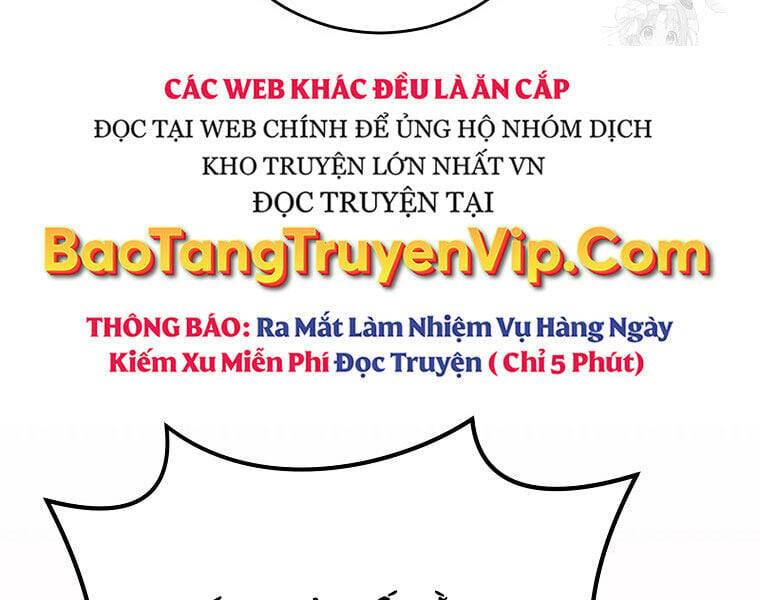 CÁC WEB KHÁC ĐỀU LÀ ĂN CẮP
ĐỌC TẠI WEB CHÍNH ĐỂ ỦNG HỘ NHÓM DỊCH
KHO TRUYỆN LỚN NHẤT VN
ĐỌC TRUYỆN TẠI
BaoTangTruyenVip.Com
THÔNG BÁO: Ra Mắt Làm Nhiệm Vụ Hàng Ngày
Kiếm Xu Miễn Phí Đọc Truyện ( Chỉ 5 Phút)